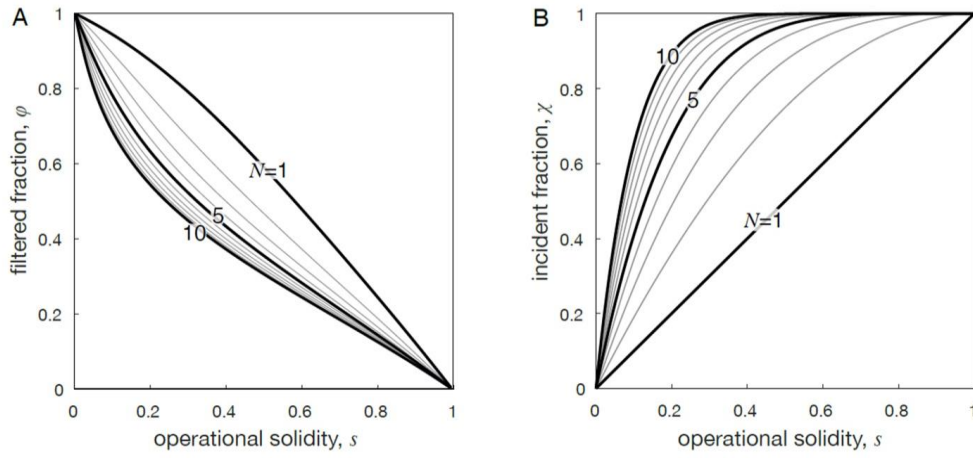 A
1
0.8
0.6
0.4
0.2
0
filtered fraction, φ
N=1
5
10
0 0.2 0.4 0.6 0.8 1
operational solidity, s
B
1
0.8
0.6
0.4
0.2
0
incident fraction, χ
10
5
N=1
0 0.2 0.4 0.6 0.8 1
operational solidity, s